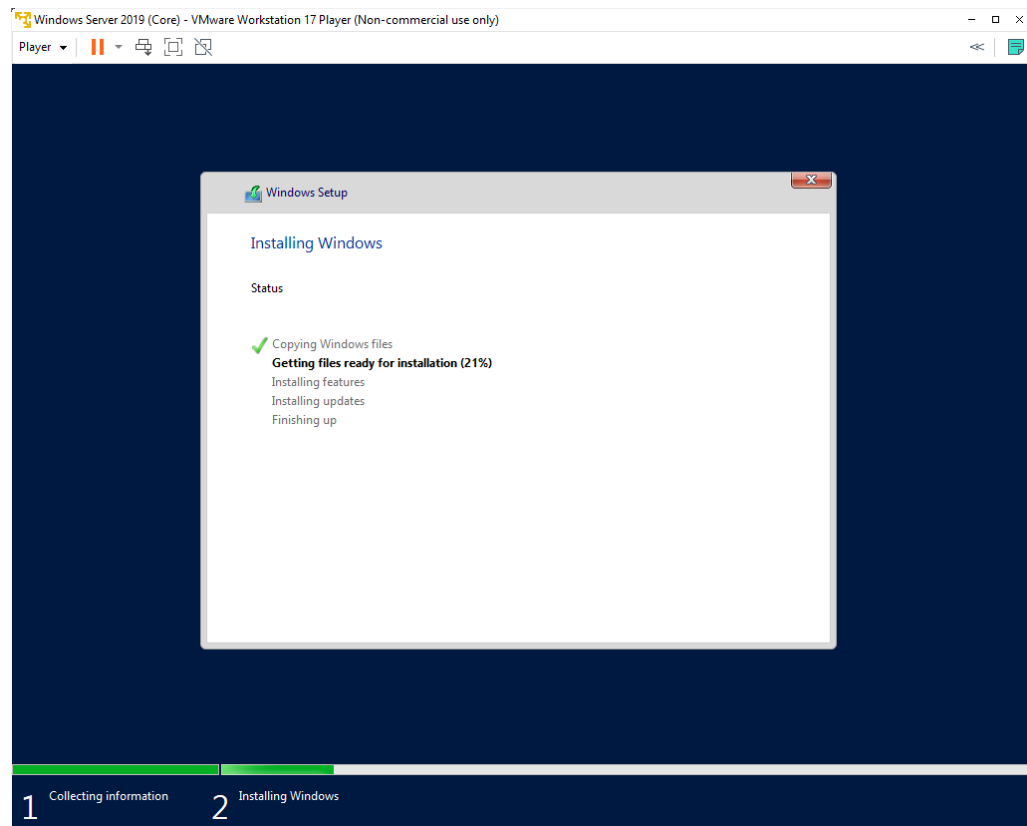 Windows Server 2019 (Core) - VMware Workstation 17 Player (Non-commercial use only)
Player
Windows Setup
Installing Windows
Status
Copying Windows files
Getting files ready for installation (21%)
Installing features
Installing updates
Finishing up
1 Collecting information 2 Installing Windows